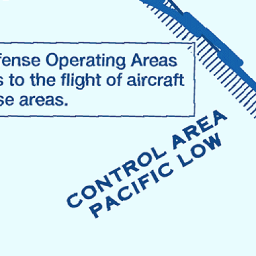 fense Operating Areas
s to the flight of aircraft
se areas.
CONTROL AREA
PACIFIC LOW